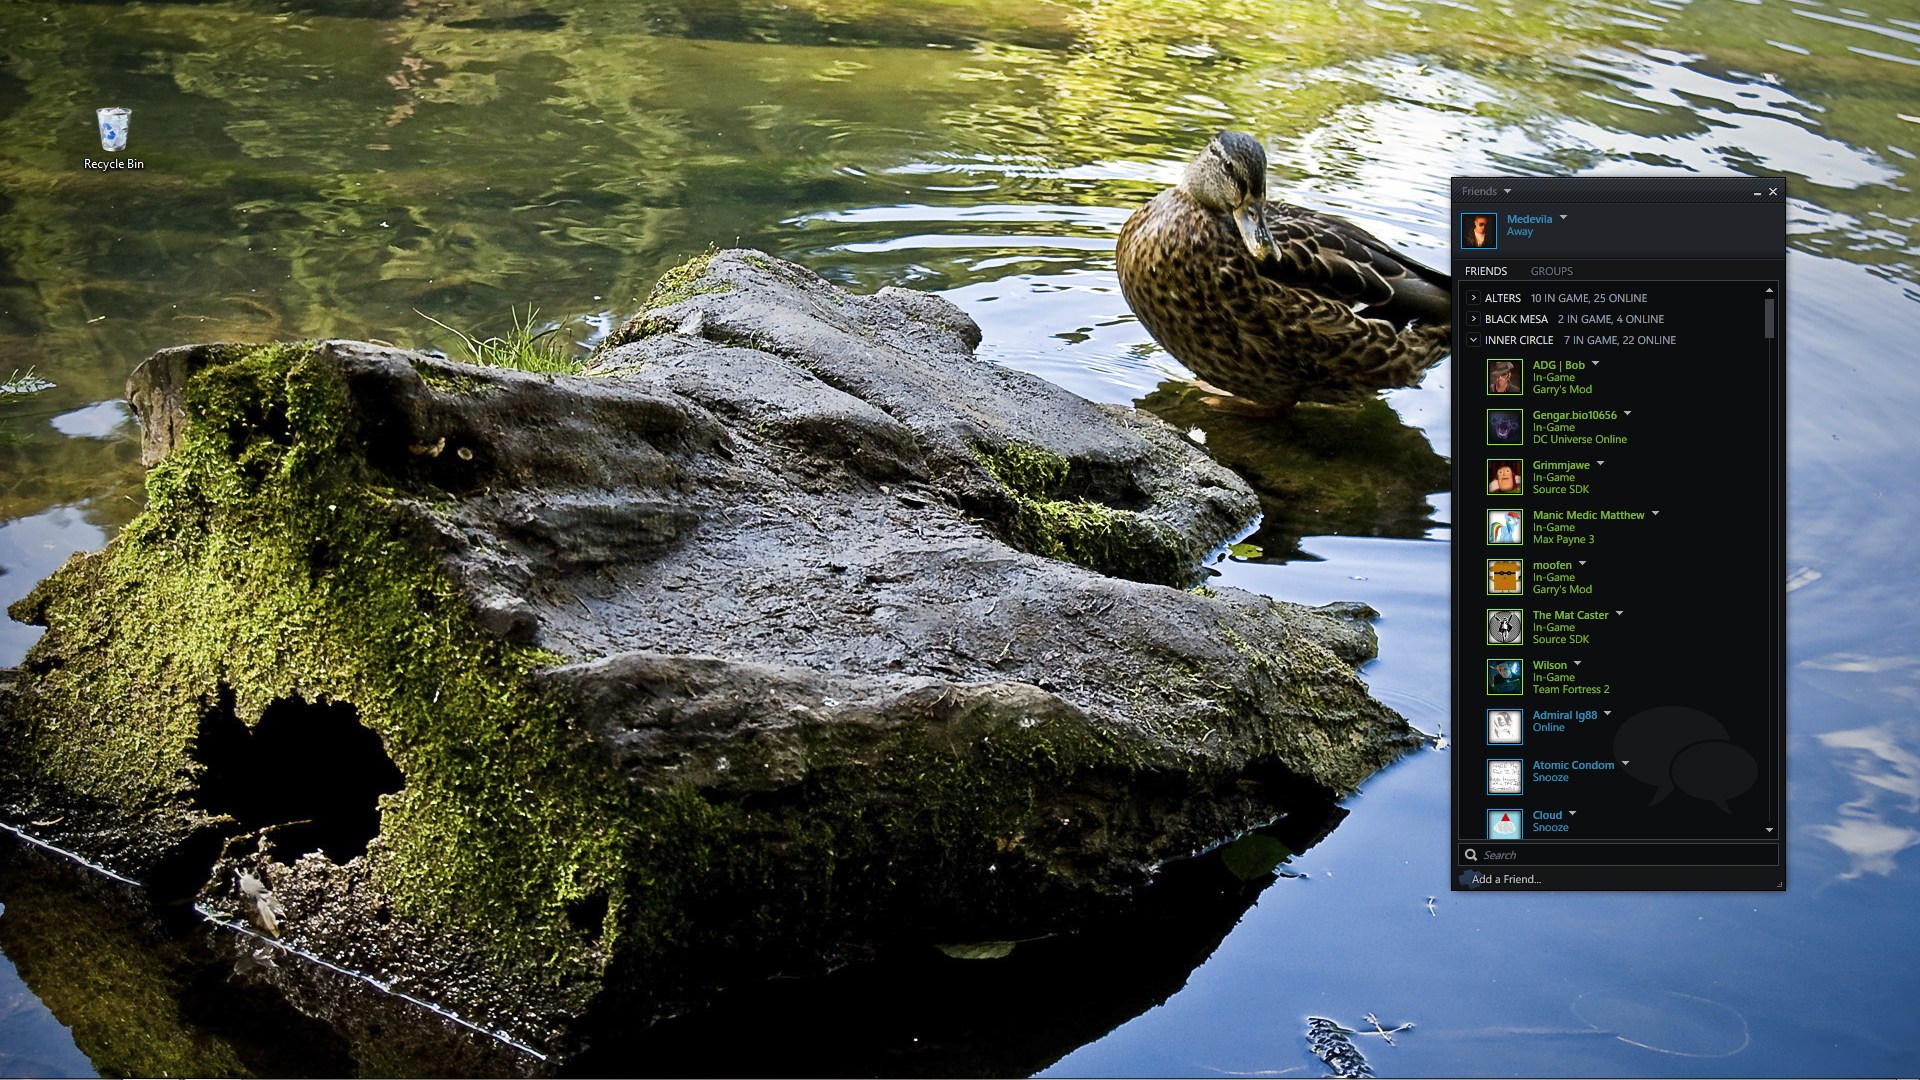 Recycle Bin
Friends
Medevila
Away
FRIENDS GROUPS
ALTERS 10 IN GAME, 25 ONLINE
BLACK MESA 2 IN GAME, 4 ONLINE
INNER CIRCLE 7 IN GAME, 22 ONLINE
ADG | Bob
In-Game
Garry's Mod
Gengar.bio10656
In-Game
DC Universe Online
Grimmjawe
In-Game
Source SDK
Manic Medic Matthew
In-Game
Max Payne 3
moofen
In-Game
Garry's Mod
The Mat Caster
In-Game
Source SDK
Wilson
In-Game
Team Fortress 2
Admiral Ig88
Online
Atomic Condom
Snooze
Cloud
Snooze
Search
Add a Friend...